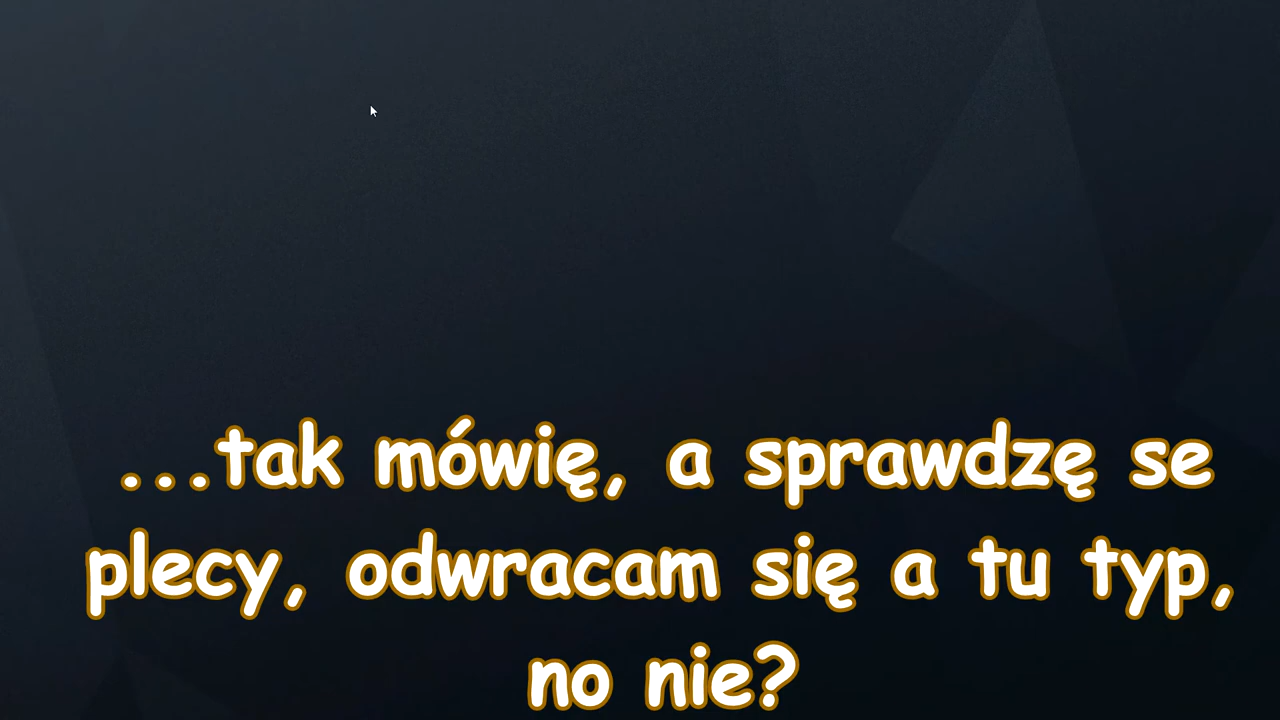 ...tak mówię, a sprawdzę se
plecy, odwracam się a tu typ,
no nie?